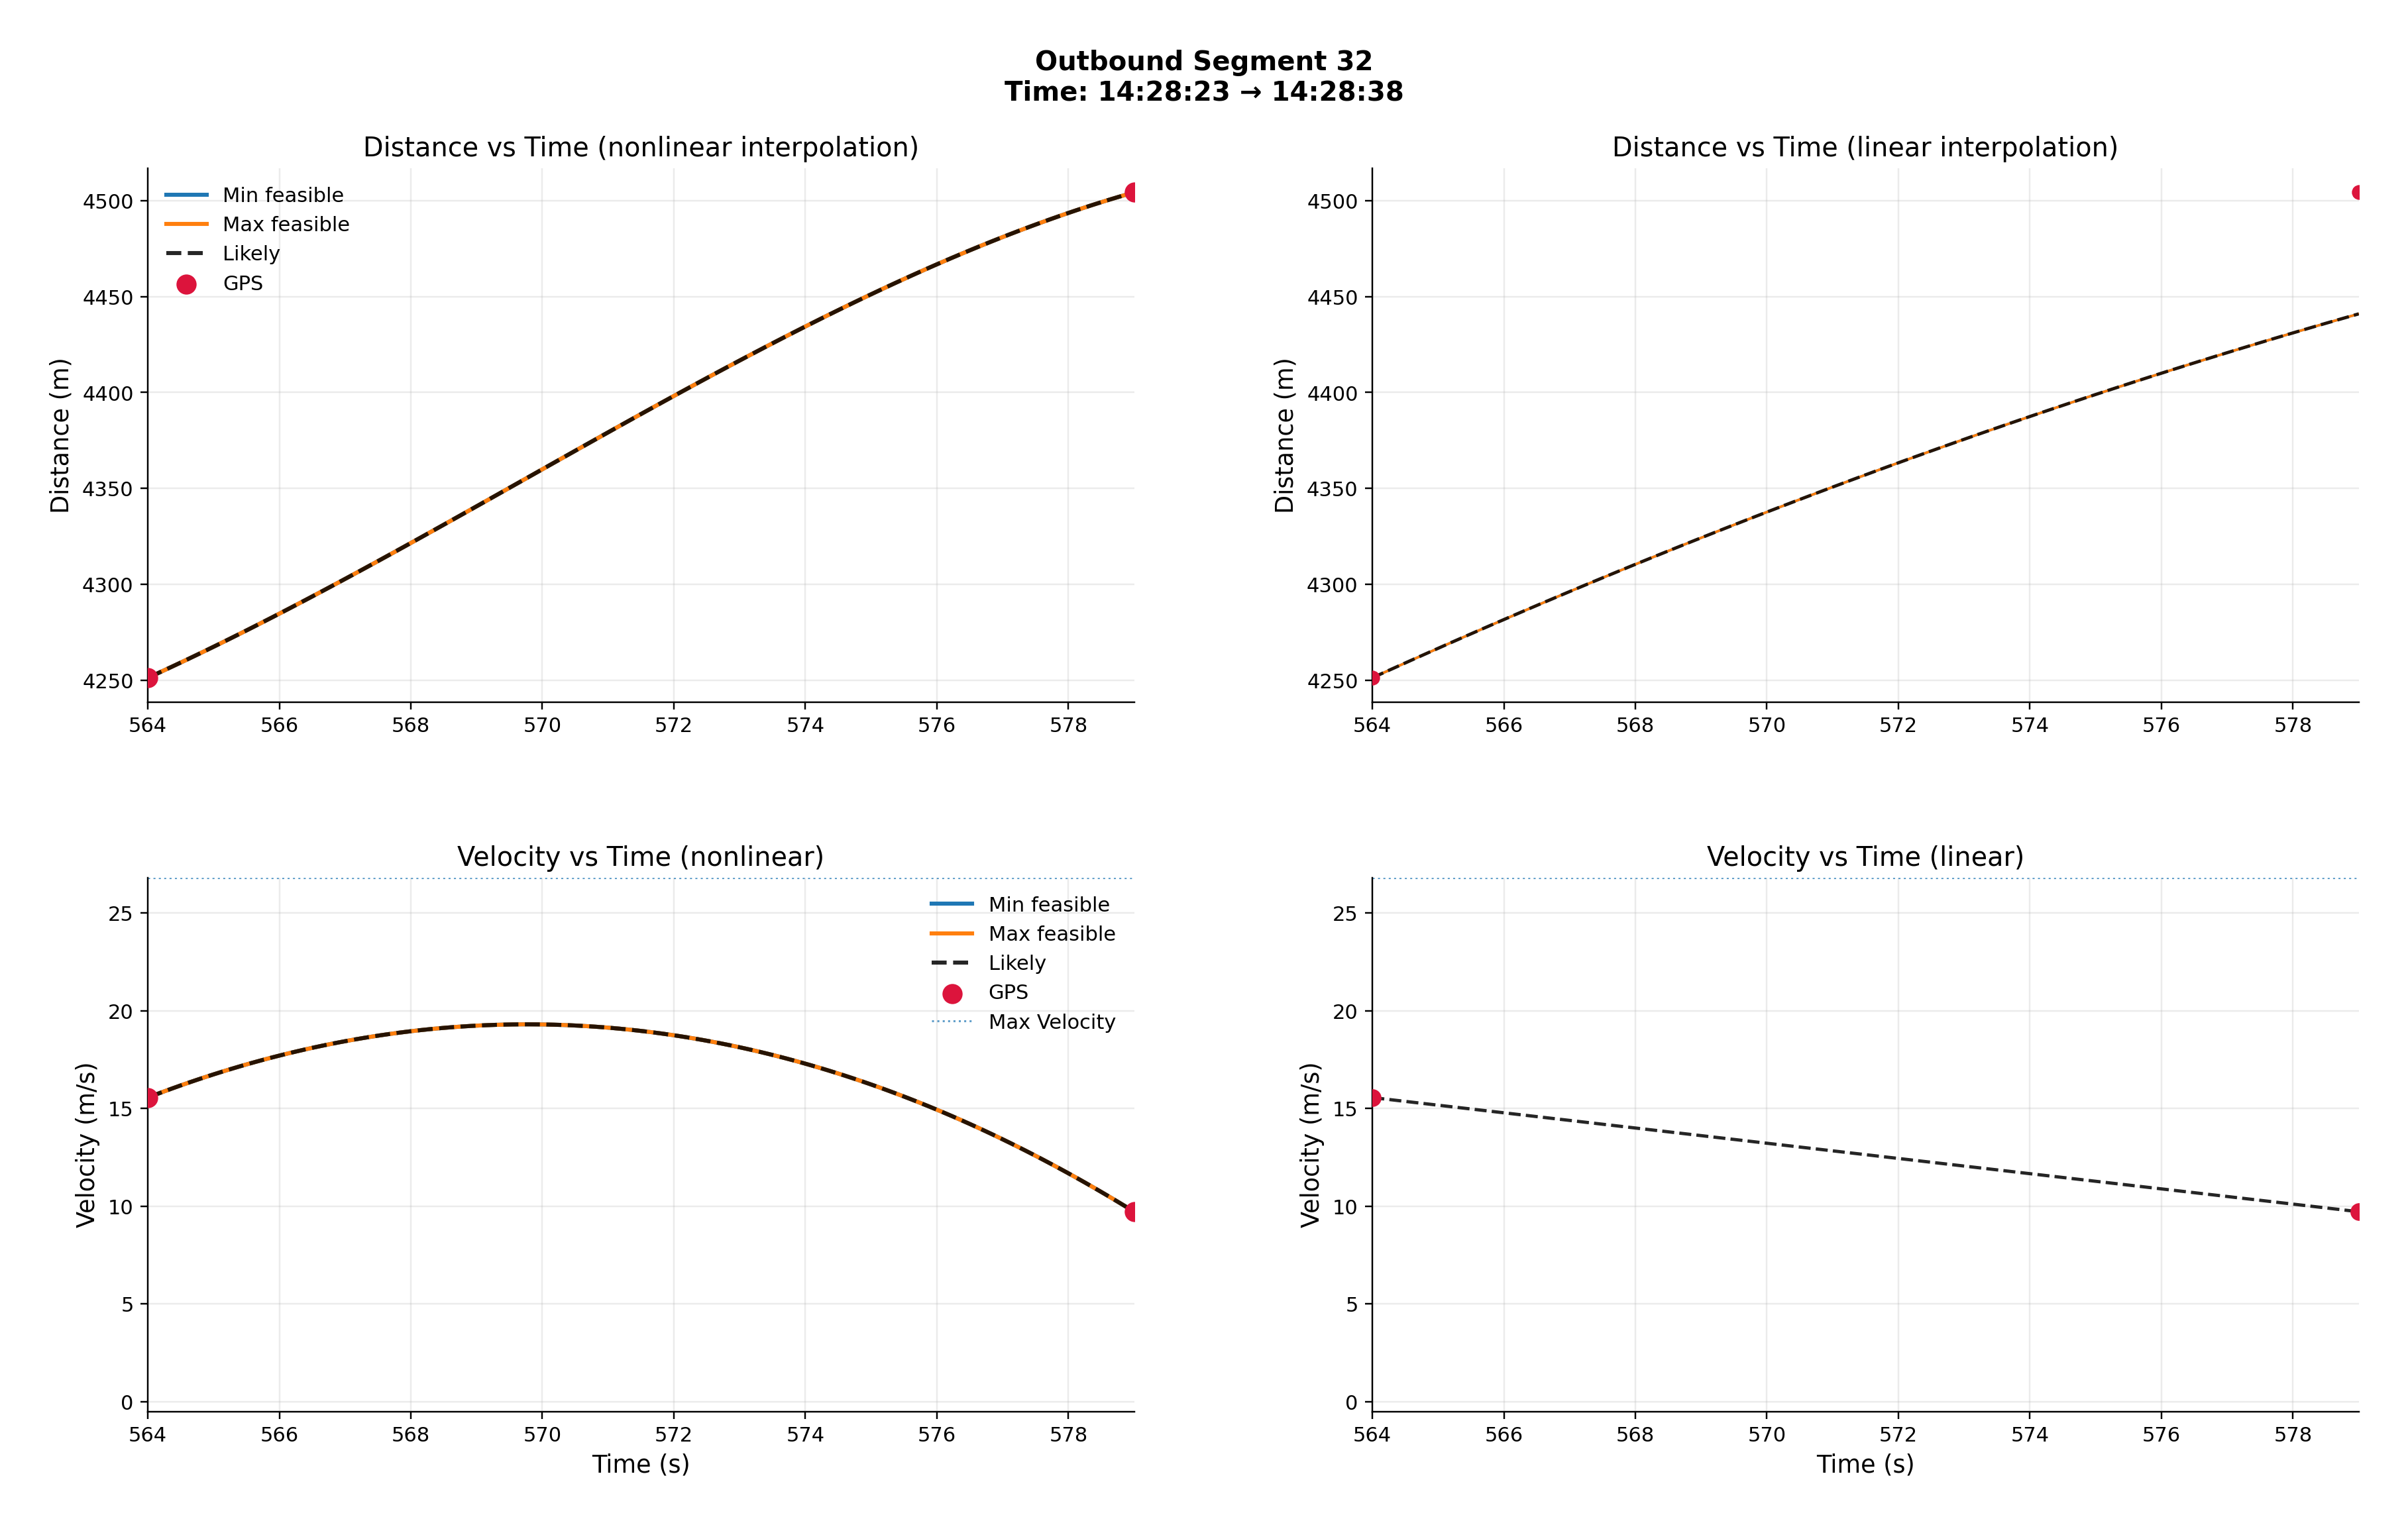 Outbound Segment 32
Time: 14:28:23 → 14:28:38
Distance vs Time (nonlinear interpolation)
Distance (m)
4500
4450
4400
4350
4300
4250
Min feasible
Max feasible
Likely
GPS
564 566 568 570 572 574 576 578
Distance vs Time (linear interpolation)
Distance (m)
4500
4450
4400
4350
4300
4250
564 566 568 570 572 574 576 578
Velocity vs Time (nonlinear)
Velocity (m/s)
25
20
15
10
5
0
Min feasible
Max feasible
Likely
GPS
Max Velocity
564 566 568 570 572 574 576 578
Time (s)
Velocity vs Time (linear)
Velocity (m/s)
25
20
15
10
5
0
564 566 568 570 572 574 576 578
Time (s)